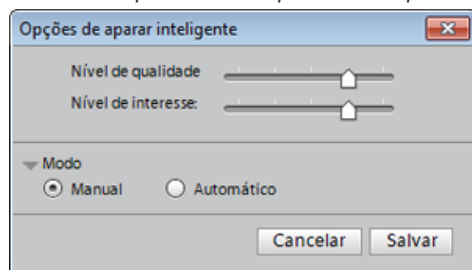 Opções de aparar inteligente
Nível de qualidade
Nível de interesse:
Modo
Manual Automático
Cancelar Salvar